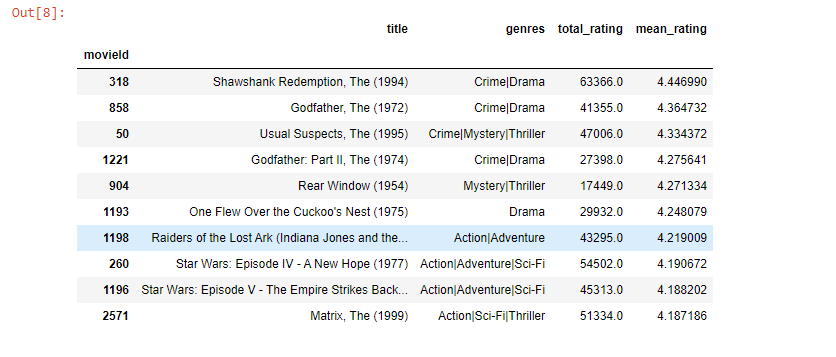 Out[8]:
title genres total_rating mean_rating
movieId
318 Shawshank Redemption, The (1994) Crime|Drama 63366.0 4.446990
858 Godfather, The (1972) Crime|Drama 41355.0 4.364732
50 Usual Suspects, The (1995) Crime|Mystery|Thriller 47006.0 4.334372
1221 Godfather: Part II, The (1974) Crime|Drama 27398.0 4.275641
904 Rear Window (1954) Mystery|Thriller 17449.0 4.271334
1193 One Flew Over the Cuckoo's Nest (1975) Drama 29932.0 4.248079
1198 Raiders of the Lost Ark (Indiana Jones and the... Action|Adventure 43295.0 4.219009
260 Star Wars: Episode IV - A New Hope (1977) Action|Adventure|Sci-Fi 54502.0 4.190672
1196 Star Wars: Episode V - The Empire Strikes Back... Action|Adventure|Sci-Fi 45313.0 4.188202
2571 Matrix, The (1999) Action|Sci-Fi|Thriller 51334.0 4.187186